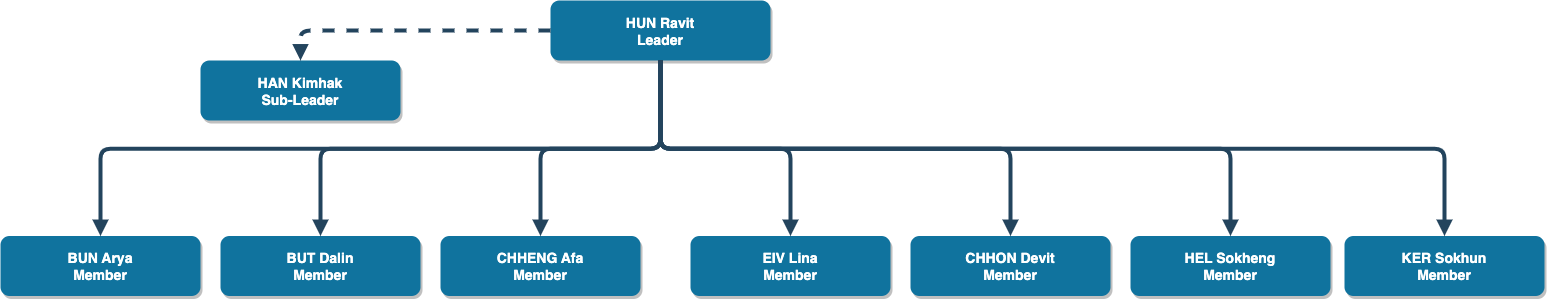 HUN Ravit
Leader
HAN Kimhak
Sub-Leader
BUN Arya
Member
BUT Dalin
Member
CHHENG Afa
Member
EIV Lina
Member
CHHON Devit
Member
HEL Sokheng
Member
KER Sokhun
Member